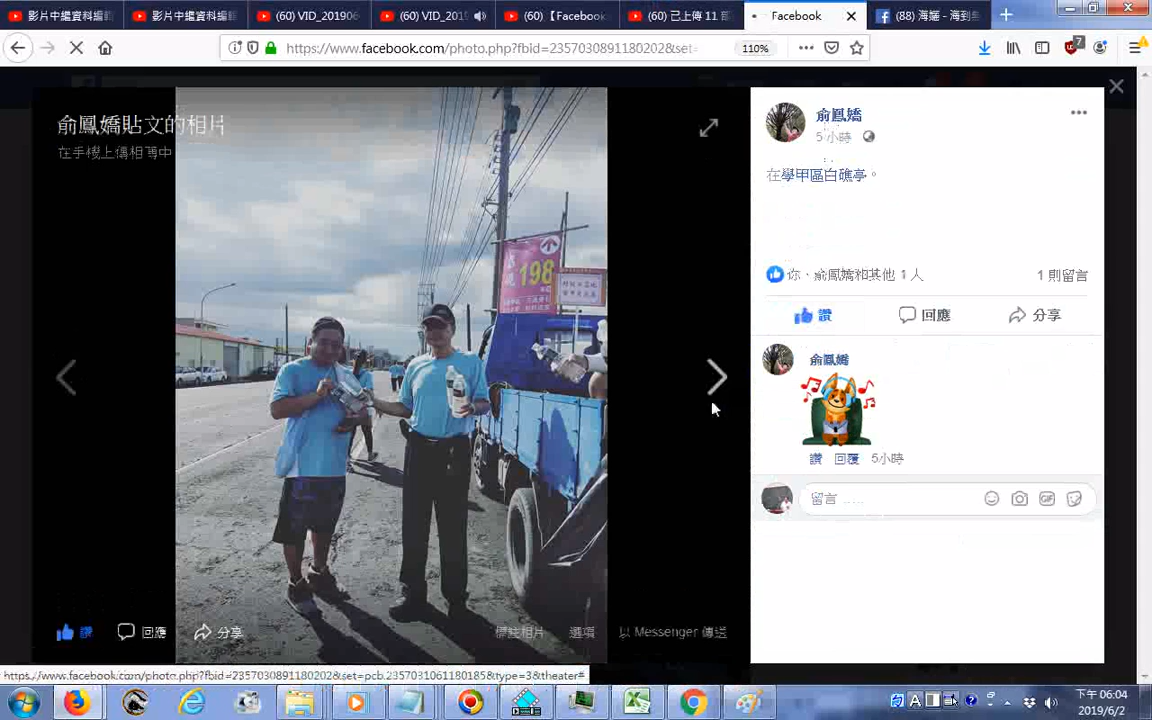 影片中繼資料編輯
影片中繼資料編輯
(60) VID_201906
(60) VID_201
(60)【Facebook
(60) 已上傳 11 部
Facebook
(88) 海
https://www.facebook.com/photo.php?fbid=2357030891180202&set=
110%
7
俞鳳嬌貼文的相片
在手機上傳相簿中
俞鳳嬌
5 小時
在學甲區白礁亭。
你、俞鳳嬌和其他 1 人
1 則留言
讚
回應
分享
俞鳳嬌
讚 回覆 5小時
留言……
198
讚
回應
分享
標註相片
選項
以 Messenger 傳送
https://www.facebook.com/photo.php?fbid=2357030891180202&set=pcb.2357031061180185&type=3&theater#
下午 06:04
2019/6/2